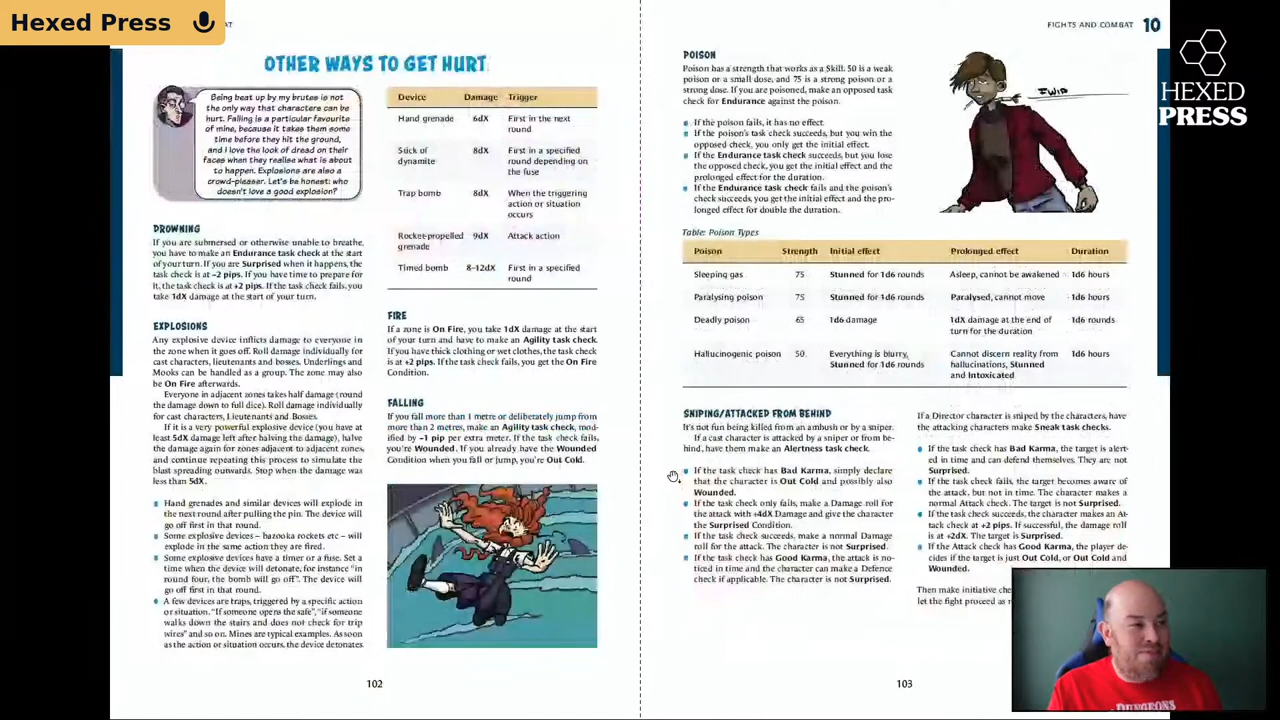 Hexed Press
AT
FIGHTS AND COMBAT 10
HEXED
PRESS
OTHER WAYS TO GET HURT
Being beat up by my brutes is not
the only way that characters can be
hurt. Falling is a particular favourite
of mine, because it takes them some
time before they hit the ground,
and I love the look of dread on their
faces when they realise what is about
to happen. Explosions are also a
crowd-pleaser. Let's be honest: who
doesn't love a good explosion?
DROWNING
If you are submersed or otherwise unable to breathe,
you have to make an Endurance task check at the start
of your turn. If you are Surprised when it happens, the
task check is at –2 pips. If you have time to prepare for
it, the task check is at +2 pips. If the task check fails, you
take 1dX damage at the start of your turn.
EXPLOSIONS
Any explosive device inflicts damage to everyone in
the zone when it goes off. Roll damage individually for
cast characters, lieutenants and bosses. Underlings and
Mooks can be handled as a group. The zone may also
be On Fire afterwards.
Everyone in adjacent zones takes half damage (round
the damage down to full dice). Roll damage individually
for cast characters, Lieutenants and Bosses.
If it is a very powerful explosive device (you have at
least 5dX damage left after halving the damage), halve
the damage again for zones adjacent to adjacent zones,
and continue repeating this process to simulate the
blast spreading outwards. Stop when the damage was
less than 5dX.
Hand grenades and similar devices will explode in
the next round after pulling the pin. The device will
go off first in that round.
Some explosive devices – bazooka rockets etc – will
explode in the same action they are fired.
Some explosive devices have a timer or a fuse. Set a
time when the device will detonate, for instance "in
round four, the bomb will go off". The device will
go off first in that round.
A few devices are traps, triggered by a specific action
or situation. "If someone opens the safe", "if someone
walks down the stairs and does not check for trip
wires" and so on. Mines are typical examples. As soon
as the action or situation occurs, the device detonates
Device Damage Trigger
Hand grenade 6dX First in the next
round
Stick of 8dX First in a specified
dynamite round depending on
the fuse
Trap bomb 8dX When the triggering
action or situation
occurs
Rocket-propelled 9dX Attack action
grenade
Timed bomb 8–12dX First in a specified
round
FIRE
If a zone is On Fire, you take 1dX damage at the start
of your turn and have to make an Agility task check.
If you have thick clothing or wet clothes, the task check
is at +2 pips. If the task check fails, you get the On Fire
Condition.
FALLING
If you fall more than 1 metre or deliberately jump from
more than 2 metres, make an Agility task check, mod-
ified by –1 pip per extra meter. If the task check fails,
you're Wounded. If you already have the Wounded
Condition when you fall or jump, you're Out Cold.
102
POISON
Poison has a strength that works as a Skill. 50 is a weak
poison or a small dose, and 75 is a strong poison or a
strong dose. If you are poisoned, make an opposed task
check for Endurance against the poison.
If the poison fails, it has no effect.
If the poison's task check succeeds, but you win the
opposed check, you only get the initial effect.
If the Endurance task check succeeds, but you lose
the opposed check, you get the initial effect and the
prolonged effect for the duration.
If the Endurance task check fails and the poison's
check succeeds, you get the initial effect and the pro-
longed effect for double the duration.
Table: Poison Types
Poison Strength Initial effect Prolonged effect Duration
Sleeping gas 75 Stunned for 1d6 rounds Asleep, cannot be awakened 1d6 hours
Paralysing poison 75 Stunned for 1d6 rounds Paralysed, cannot move 1d6 hours
Deadly poison 65 1d6 damage 1dX damage at the end of 1d6 rounds
turn for the duration
Hallucinogenic poison 50 Everything is blurry, Cannot discern reality from 1d6 hours
Stunned for 1d6 rounds hallucinations, Stunned
and Intoxicated
SNIPING/ATTACKED FROM BEHIND
It's not fun being killed from an ambush or by a sniper.
If a cast character is attacked by a sniper or from be-
hind, have them make an Alertness task check.
If the task check has Bad Karma, simply declare
that the character is Out Cold and possibly also
Wounded.
If the task check only fails, make a Damage roll for
the attack with +4dX Damage and give the character
the Surprised Condition.
If the task check succeeds, make a normal Damage
roll for the attack. The character is not Surprised.
If the task check has Good Karma, the attack is no-
ticed in time and the character can make a Defence
check if applicable. The character is not Surprised.
If a Director character is sniped by the characters, have
the attacking characters make Sneak task checks.
If the task check has Bad Karma, the target is alert-
ed in time and can defend themselves. They are not
Surprised.
If the task check fails, the target becomes aware of
the attack, but not in time. The character makes a
normal Attack check. The target is not Surprised.
If the task check succeeds, the character makes an At-
tack check at +2 pips. If successful, the damage roll
is at +2dX. The target is Surprised.
If the Attack check has Good Karma, the player de-
cides if the target is just Out Cold, or Out Cold and
Wounded.
Then make initiative che
let the fight proceed as
103
DUNGEONS